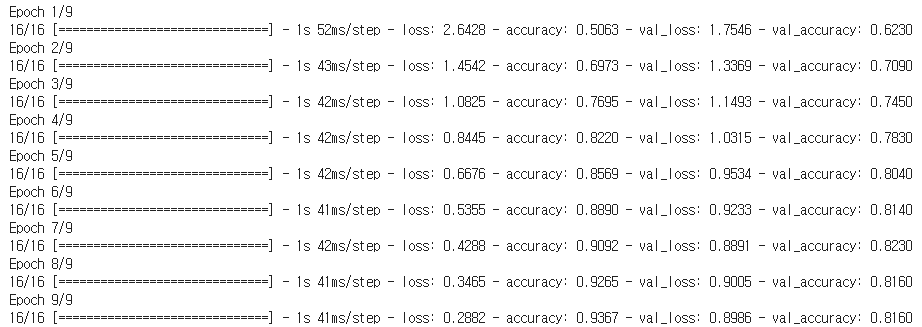 Epoch 1/9
16/16 [==============================] - 1s 52ms/step - loss: 2.6428 - accuracy: 0.5063 - val_loss: 1.7546 - val_accuracy: 0.6230
Epoch 2/9
16/16 [==============================] - 1s 43ms/step - loss: 1.4542 - accuracy: 0.6973 - val_loss: 1.3369 - val_accuracy: 0.7090
Epoch 3/9
16/16 [==============================] - 1s 42ms/step - loss: 1.0825 - accuracy: 0.7695 - val_loss: 1.1493 - val_accuracy: 0.7450
Epoch 4/9
16/16 [==============================] - 1s 42ms/step - loss: 0.8445 - accuracy: 0.8220 - val_loss: 1.0315 - val_accuracy: 0.7830
Epoch 5/9
16/16 [==============================] - 1s 42ms/step - loss: 0.6676 - accuracy: 0.8569 - val_loss: 0.9534 - val_accuracy: 0.8040
Epoch 6/9
16/16 [==============================] - 1s 41ms/step - loss: 0.5355 - accuracy: 0.8890 - val_loss: 0.9233 - val_accuracy: 0.8140
Epoch 7/9
16/16 [==============================] - 1s 42ms/step - loss: 0.4288 - accuracy: 0.9092 - val_loss: 0.8891 - val_accuracy: 0.8230
Epoch 8/9
16/16 [==============================] - 1s 41ms/step - loss: 0.3465 - accuracy: 0.9265 - val_loss: 0.9005 - val_accuracy: 0.8160
Epoch 9/9
16/16 [==============================] - 1s 41ms/step - loss: 0.2882 - accuracy: 0.9367 - val_loss: 0.8986 - val_accuracy: 0.8160